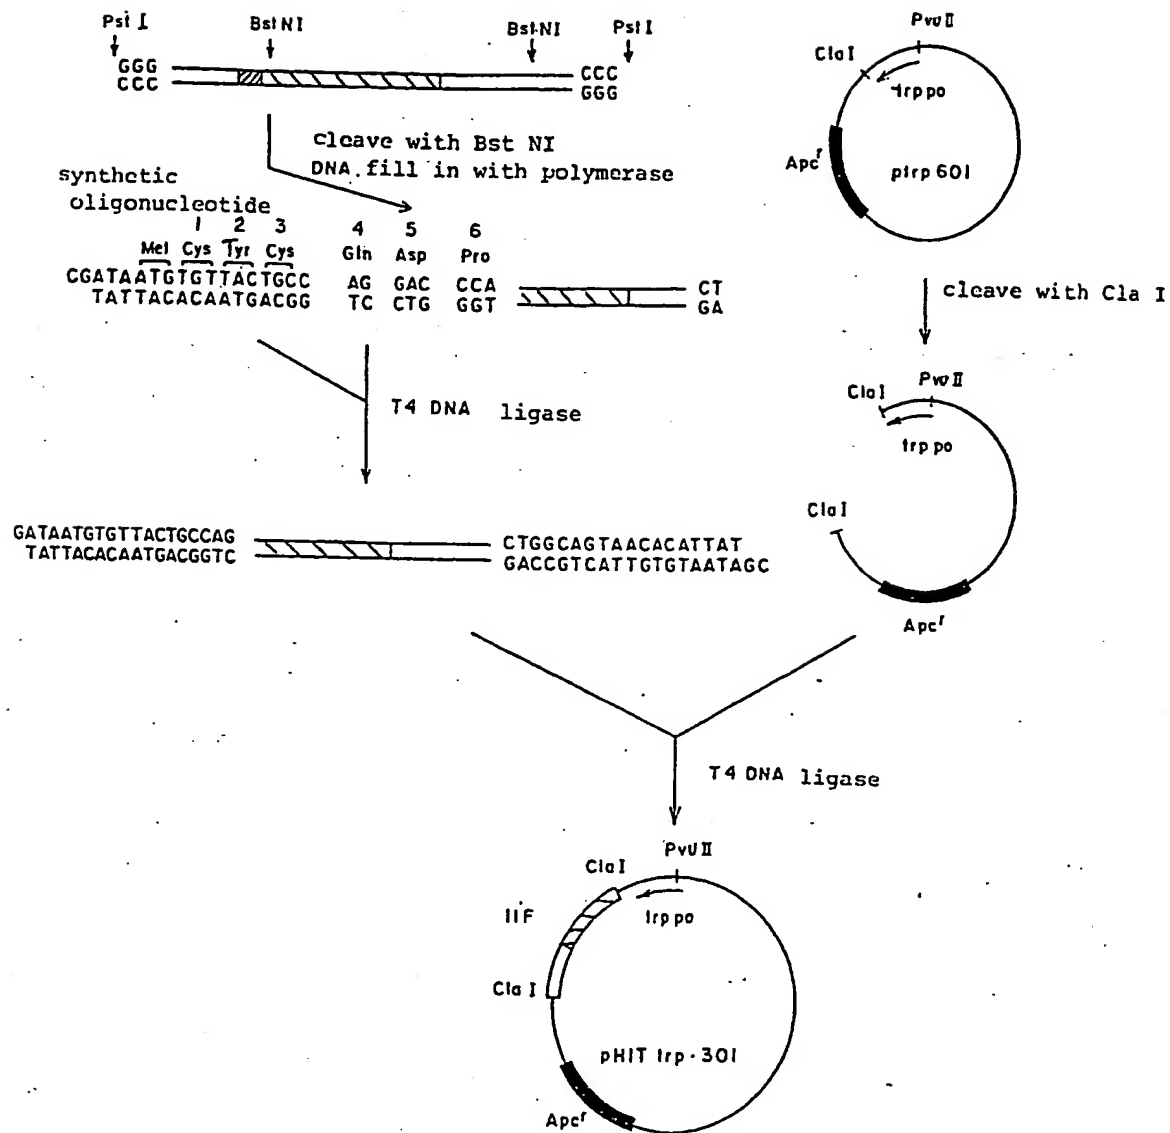 Pst I
Bst NI
Bst NI
Pst I
GGG
CCC
CCC
GGG
cleave with Bst NI
DNA fill in with polymerase
synthetic
oligonucleotide
1 2 3 4 5 6
Met Cys Tyr Cys Gln Asp Pro
CGATAATGTGTTACTGCC AG GAC CCA CT
TATTACACAATGACGG TC CTG GGT GA
T4 DNA ligase
GATAATGTGTTACTGCCAG CTGGCAGTAACACATTAT
TATTACACAATGACGGTC GACCGTCATTGTGTAATAGC
Pvu II
Cla I
trp po
Apcʳ
ptrp 601
cleave with Cla I
Pvu II
Cla I
trp po
Cla I
Apcʳ
T4 DNA ligase
Pvu II
Cla I
trp po
IIF
Cla I
pHIT trp-301
Apcʳ